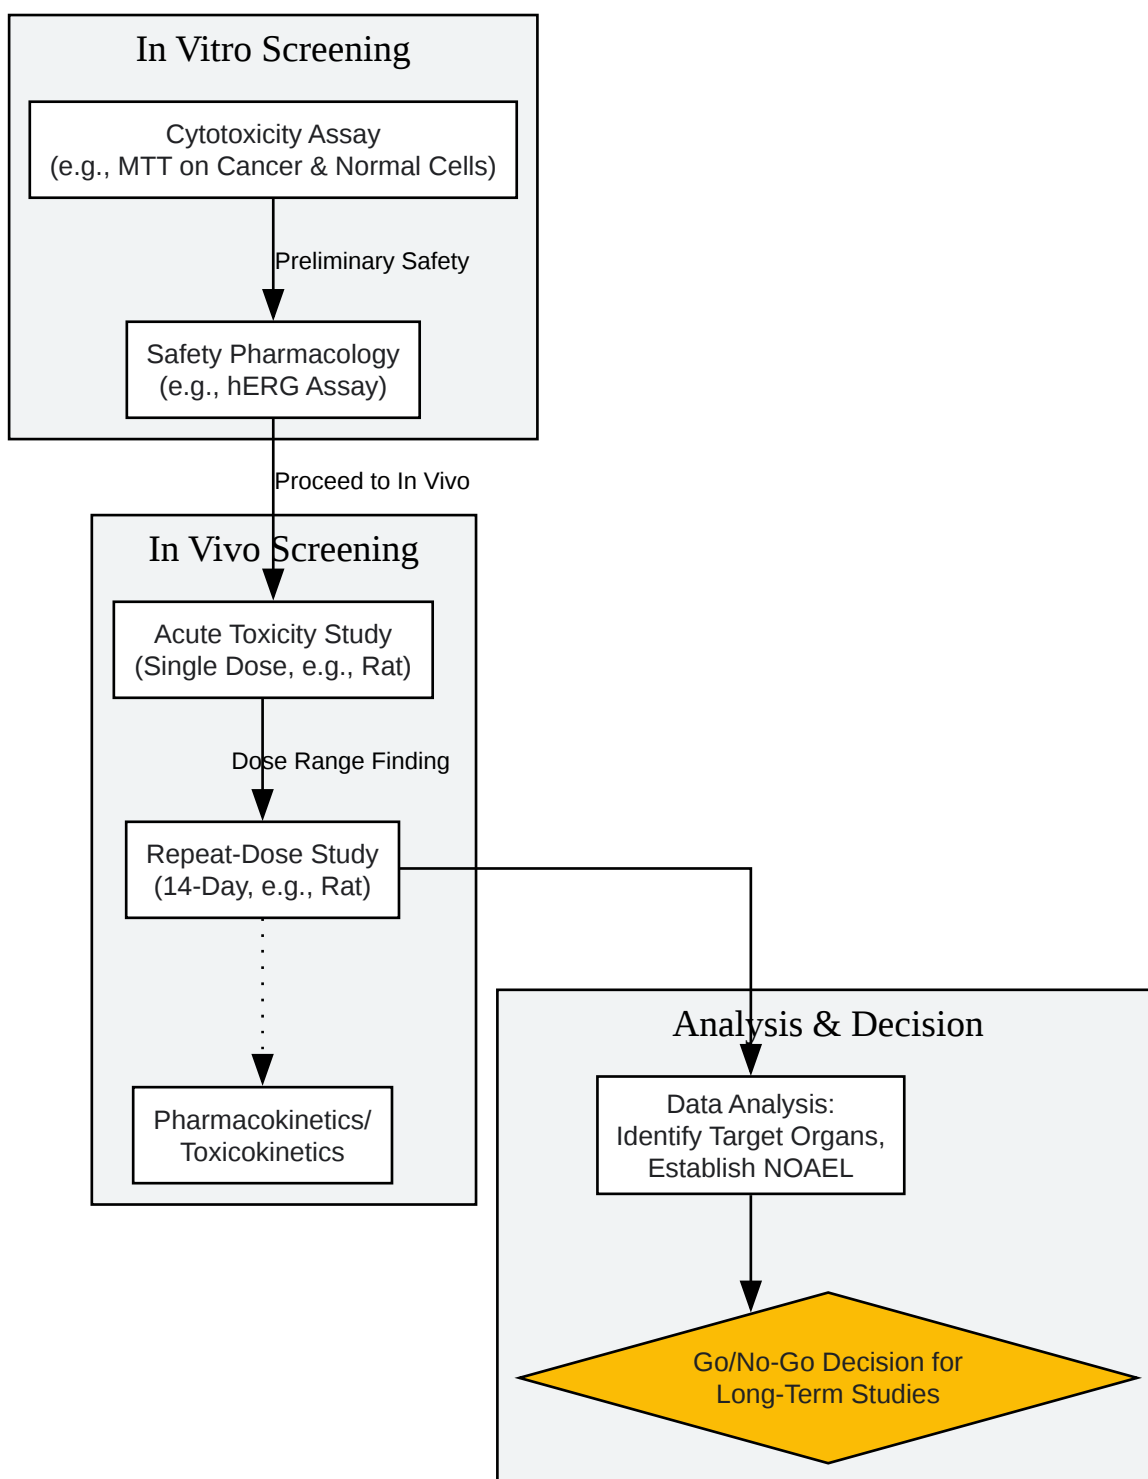 In Vitro Screening
Cytotoxicity Assay
(e.g., MTT on Cancer & Normal Cells)
Preliminary Safety
Safety Pharmacology
(e.g., hERG Assay)
Proceed to In Vivo
In Vivo Screening
Acute Toxicity Study
(Single Dose, e.g., Rat)
Dose Range Finding
Repeat-Dose Study
(14-Day, e.g., Rat)
Pharmacokinetics/
Toxicokinetics
Analysis & Decision
Data Analysis:
Identify Target Organs,
Establish NOAEL
Go/No-Go Decision for
Long-Term Studies